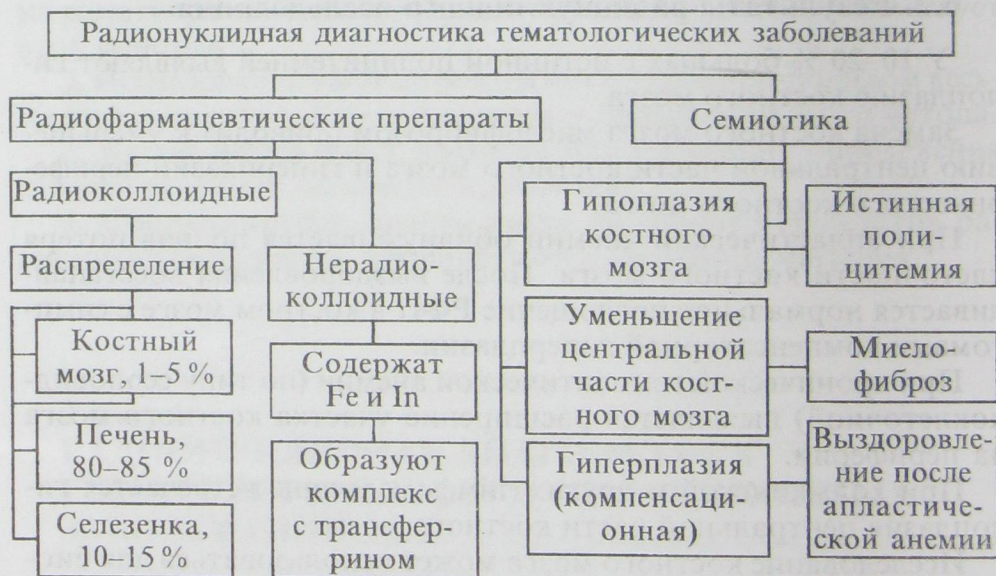 Радионуклидная диагностика гематологических заболеваний
Радиофармацевтические препараты
Семиотика
Радиоколлоидные
Распределение
Костный
мозг, 1–5 %
Печень,
80–85 %
Селезенка,
10–15 %
Нерадио
коллоидные
Содержат
Fe и In
Образуют
комплекс
с трансфер
рином
Гипоплазия
костного
мозга
Уменьшение
центральной
части кост-
ного мозга
Гиперплазия
(компенсаци-
онная)
Истинная
поли-
цитемия
Миело-
фиброз
Выздоровле-
ние после
апластиче-
ской анемии